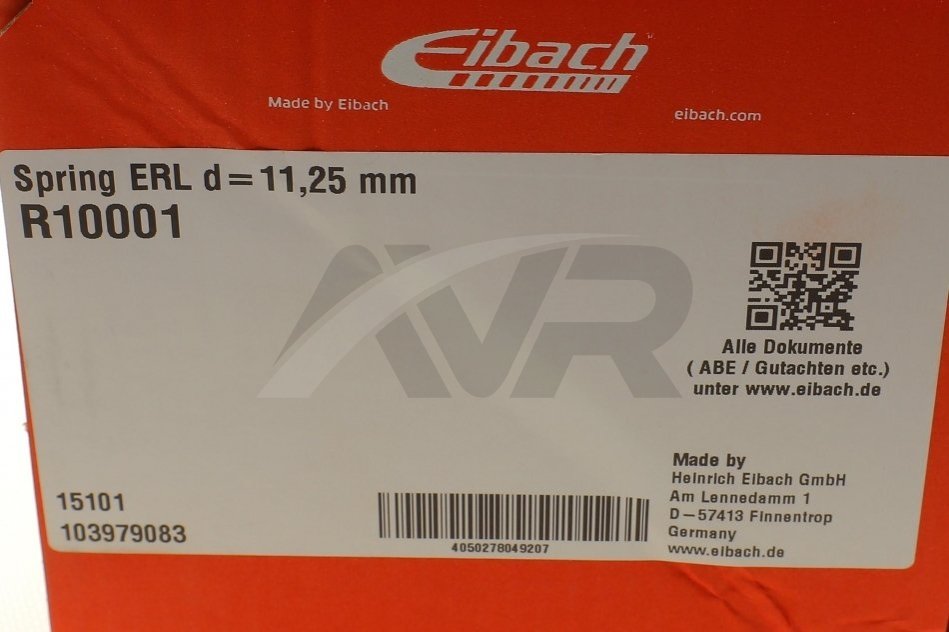 Eibach
Made by Eibach
eibach.com
Spring ERL d=11,25 mm
R10001
AVR
Alle Dokumente
( ABE / Gutachten etc.)
unter www.eibach.de
15101
103979083
4050278049207
Made by
Heinrich Eibach GmbH
Am Lennedamm 1
D-57413 Finnentrop
Germany
www.eibach.de